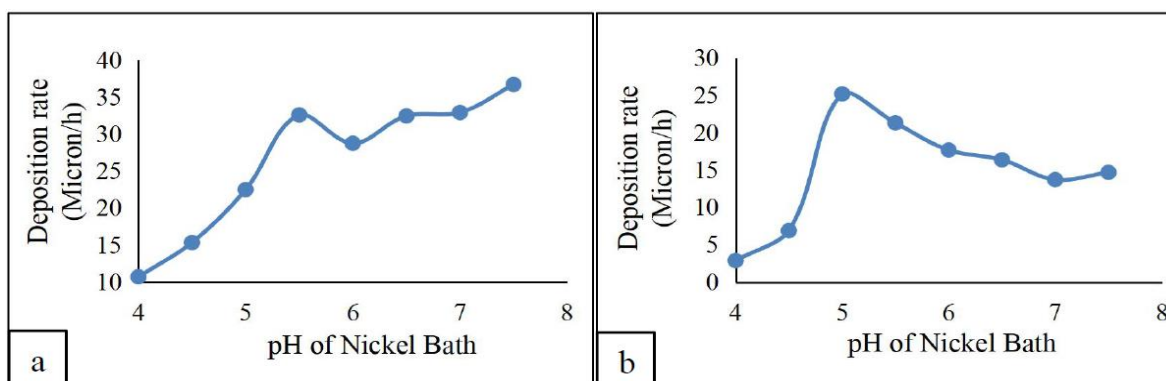 Deposition rate
(Micron/h)
40
35
30
25
20
15
10
4 5 6 7 8
pH of Nickel Bath
a
Deposition rate
(Micron/h)
30
25
20
15
10
5
0
4 5 6 7 8
pH of Nickel Bath
b